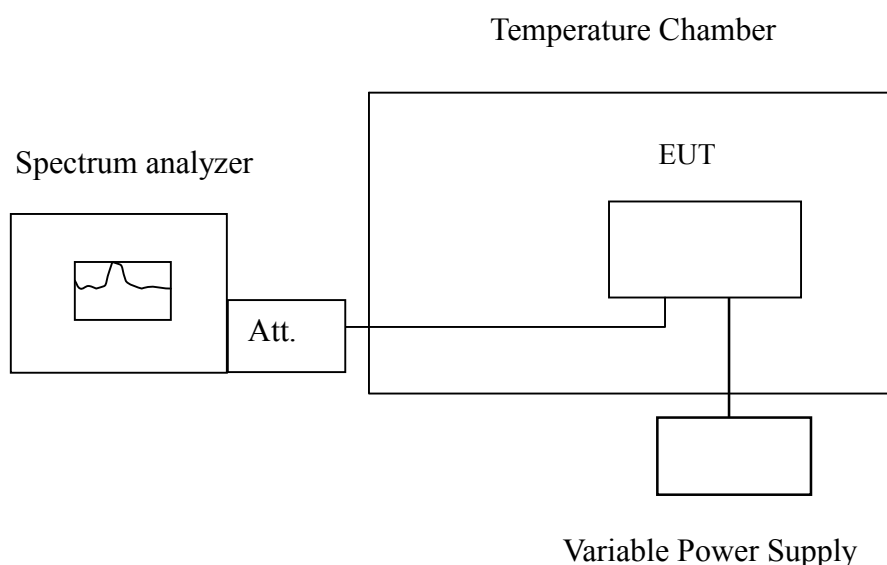 Temperature Chamber
Spectrum analyzer
EUT
Att.
Variable Power Supply